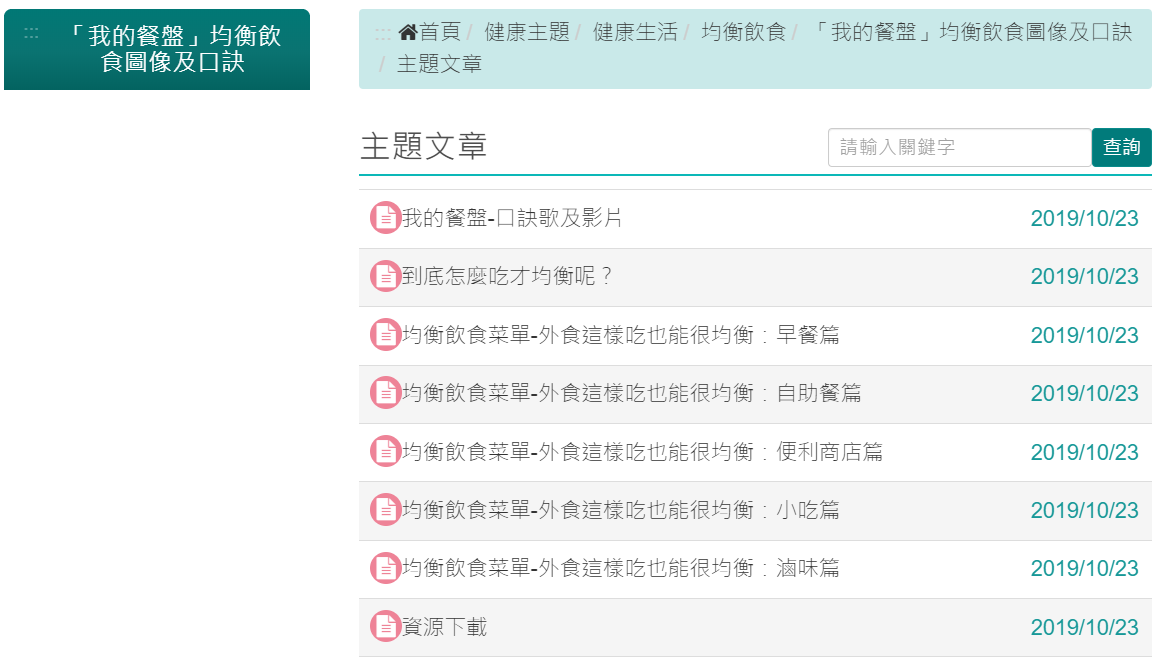 ::: 「我的餐盤」均衡飲
食圖像及口訣
::: 首頁 / 健康主題 / 健康生活 / 均衡飲食 / 「我的餐盤」均衡飲食圖像及口訣
/ 主題文章
主題文章 請輸入關鍵字 查詢
我的餐盤-口訣歌及影片 2019/10/23
到底怎麼吃才均衡呢？ 2019/10/23
均衡飲食菜單-外食這樣吃也能很均衡：早餐篇 2019/10/23
均衡飲食菜單-外食這樣吃也能很均衡：自助餐篇 2019/10/23
均衡飲食菜單-外食這樣吃也能很均衡：便利商店篇 2019/10/23
均衡飲食菜單-外食這樣吃也能很均衡：小吃篇 2019/10/23
均衡飲食菜單-外食這樣吃也能很均衡：滷味篇 2019/10/23
資源下載 2019/10/23